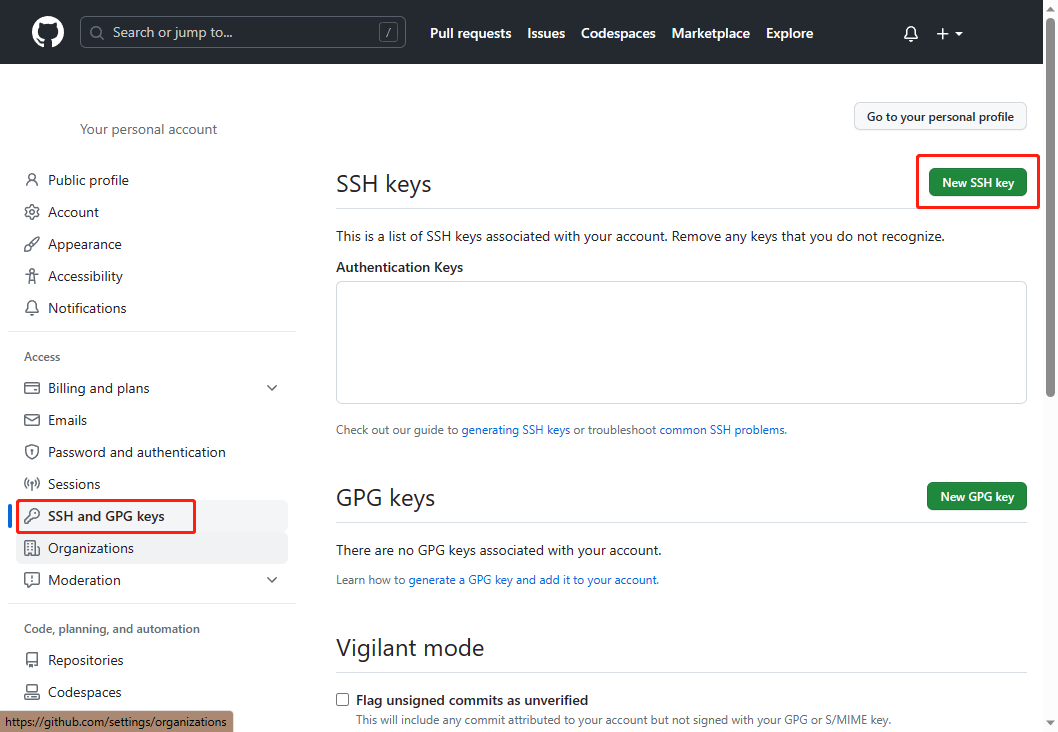 Search or jump to... /
Pull requests Issues Codespaces Marketplace Explore
Your personal account
Go to your personal profile
Public profile
Account
Appearance
Accessibility
Notifications
Access
Billing and plans
Emails
Password and authentication
Sessions
SSH and GPG keys
Organizations
Moderation
Code, planning, and automation
Repositories
Codespaces
https://github.com/settings/organizations
SSH keys
New SSH key
This is a list of SSH keys associated with your account. Remove any keys that you do not recognize.
Authentication Keys
Check out our guide to generating SSH keys or troubleshoot common SSH problems.
GPG keys
New GPG key
There are no GPG keys associated with your account.
Learn how to generate a GPG key and add it to your account.
Vigilant mode
Flag unsigned commits as unverified
This will include any commit attributed to your account but not signed with your GPG or S/MIME key.